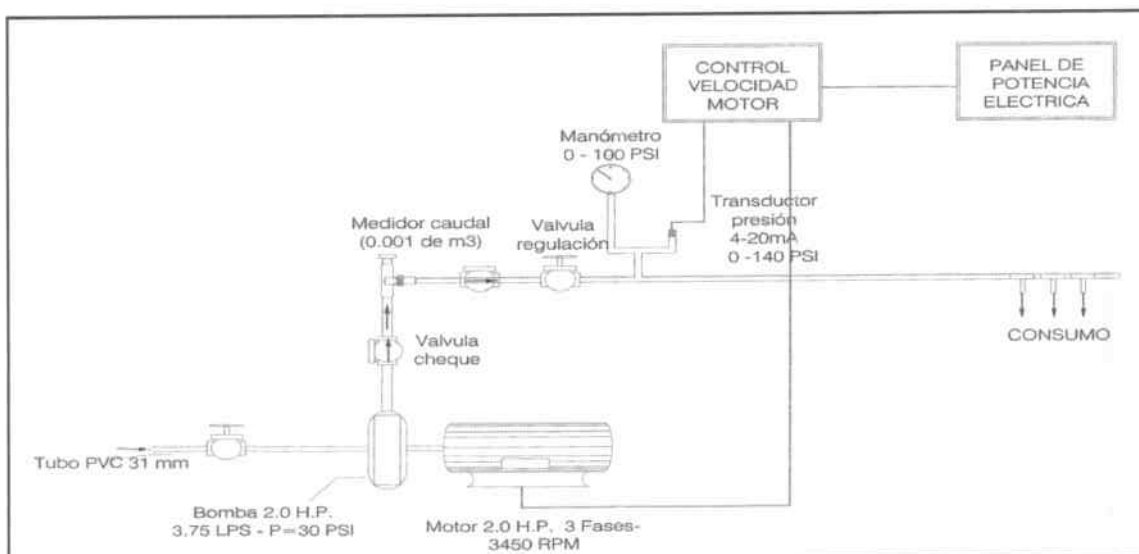 CONTROL
VELOCIDAD
MOTOR
PANEL DE
POTENCIA
ELECTRICA
Manómetro
0 - 100 PSI
Transductor
presión
4-20mA
0 -140 PSI
Medidor caudal
(0.001 de m3)
Valvula
regulación
Valvula
cheque
CONSUMO
Tubo PVC 31 mm
Bomba 2.0 H.P.
3.75 LPS - P=30 PSI
Motor 2.0 H.P. 3 Fases-
3450 RPM